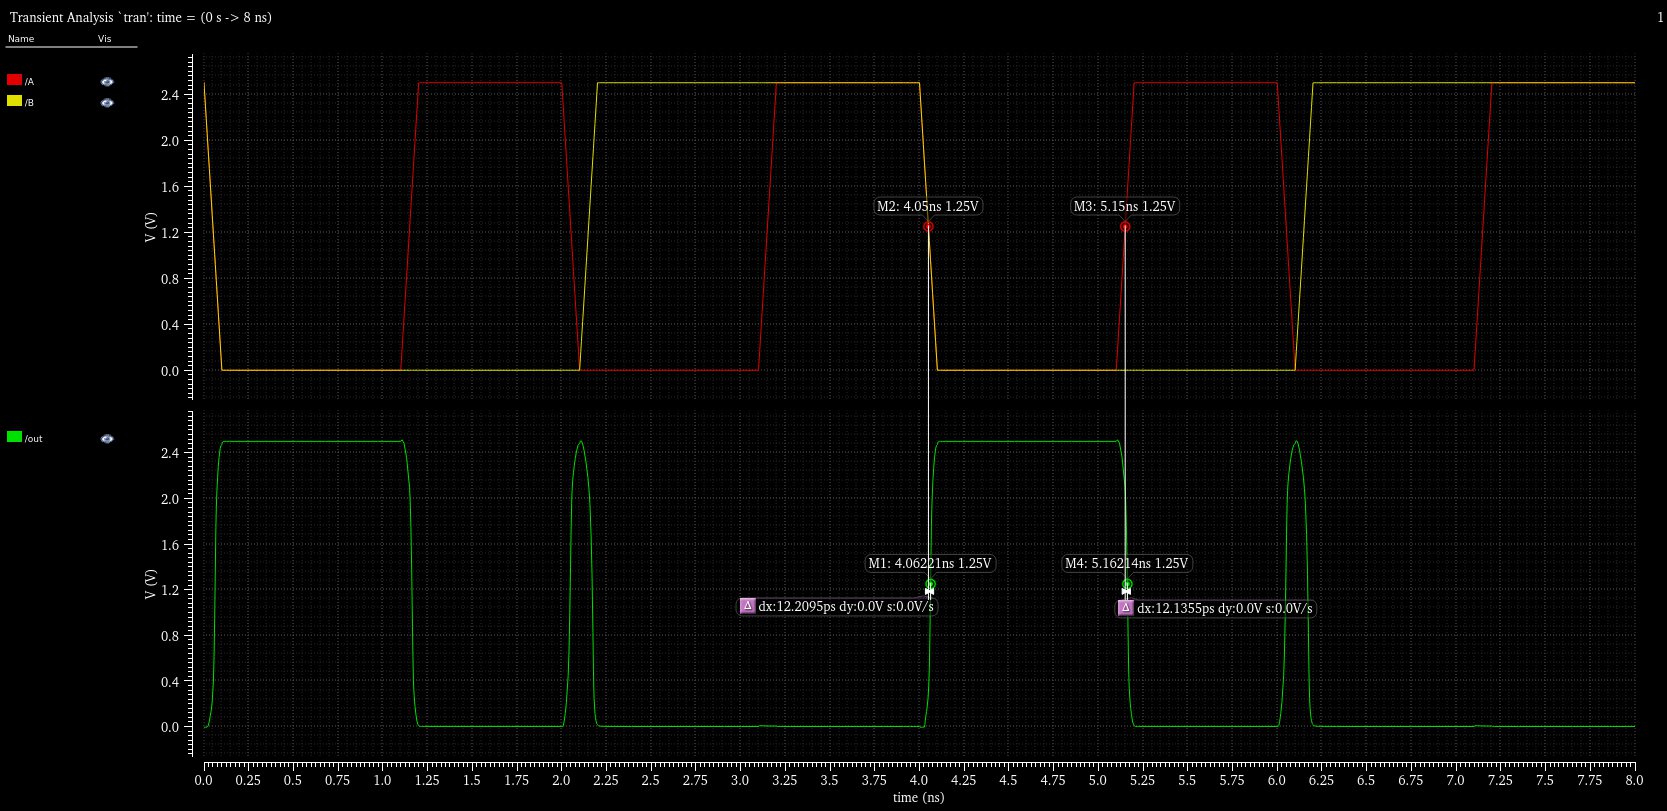 Transient Analysis `tran': time = (0 s -> 8 ns)
1
Name Vis
/A
/B
2.4
2.0
1.6
1.2
0.8
0.4
0.0
V (V)
M2: 4.05ns 1.25V
M3: 5.15ns 1.25V
/out
2.4
2.0
1.6
1.2
0.8
0.4
0.0
V (V)
M1: 4.06221ns 1.25V
M4: 5.16214ns 1.25V
Δ dx:12.2095ps dy:0.0V s:0.0V/s
Δ dx:12.1355ps dy:0.0V s:0.0V/s
0.0 0.25 0.5 0.75 1.0 1.25 1.5 1.75 2.0 2.25 2.5 2.75 3.0 3.25 3.5 3.75 4.0 4.25 4.5 4.75 5.0 5.25 5.5 5.75 6.0 6.25 6.5 6.75 7.0 7.25 7.5 7.75 8.0
time (ns)